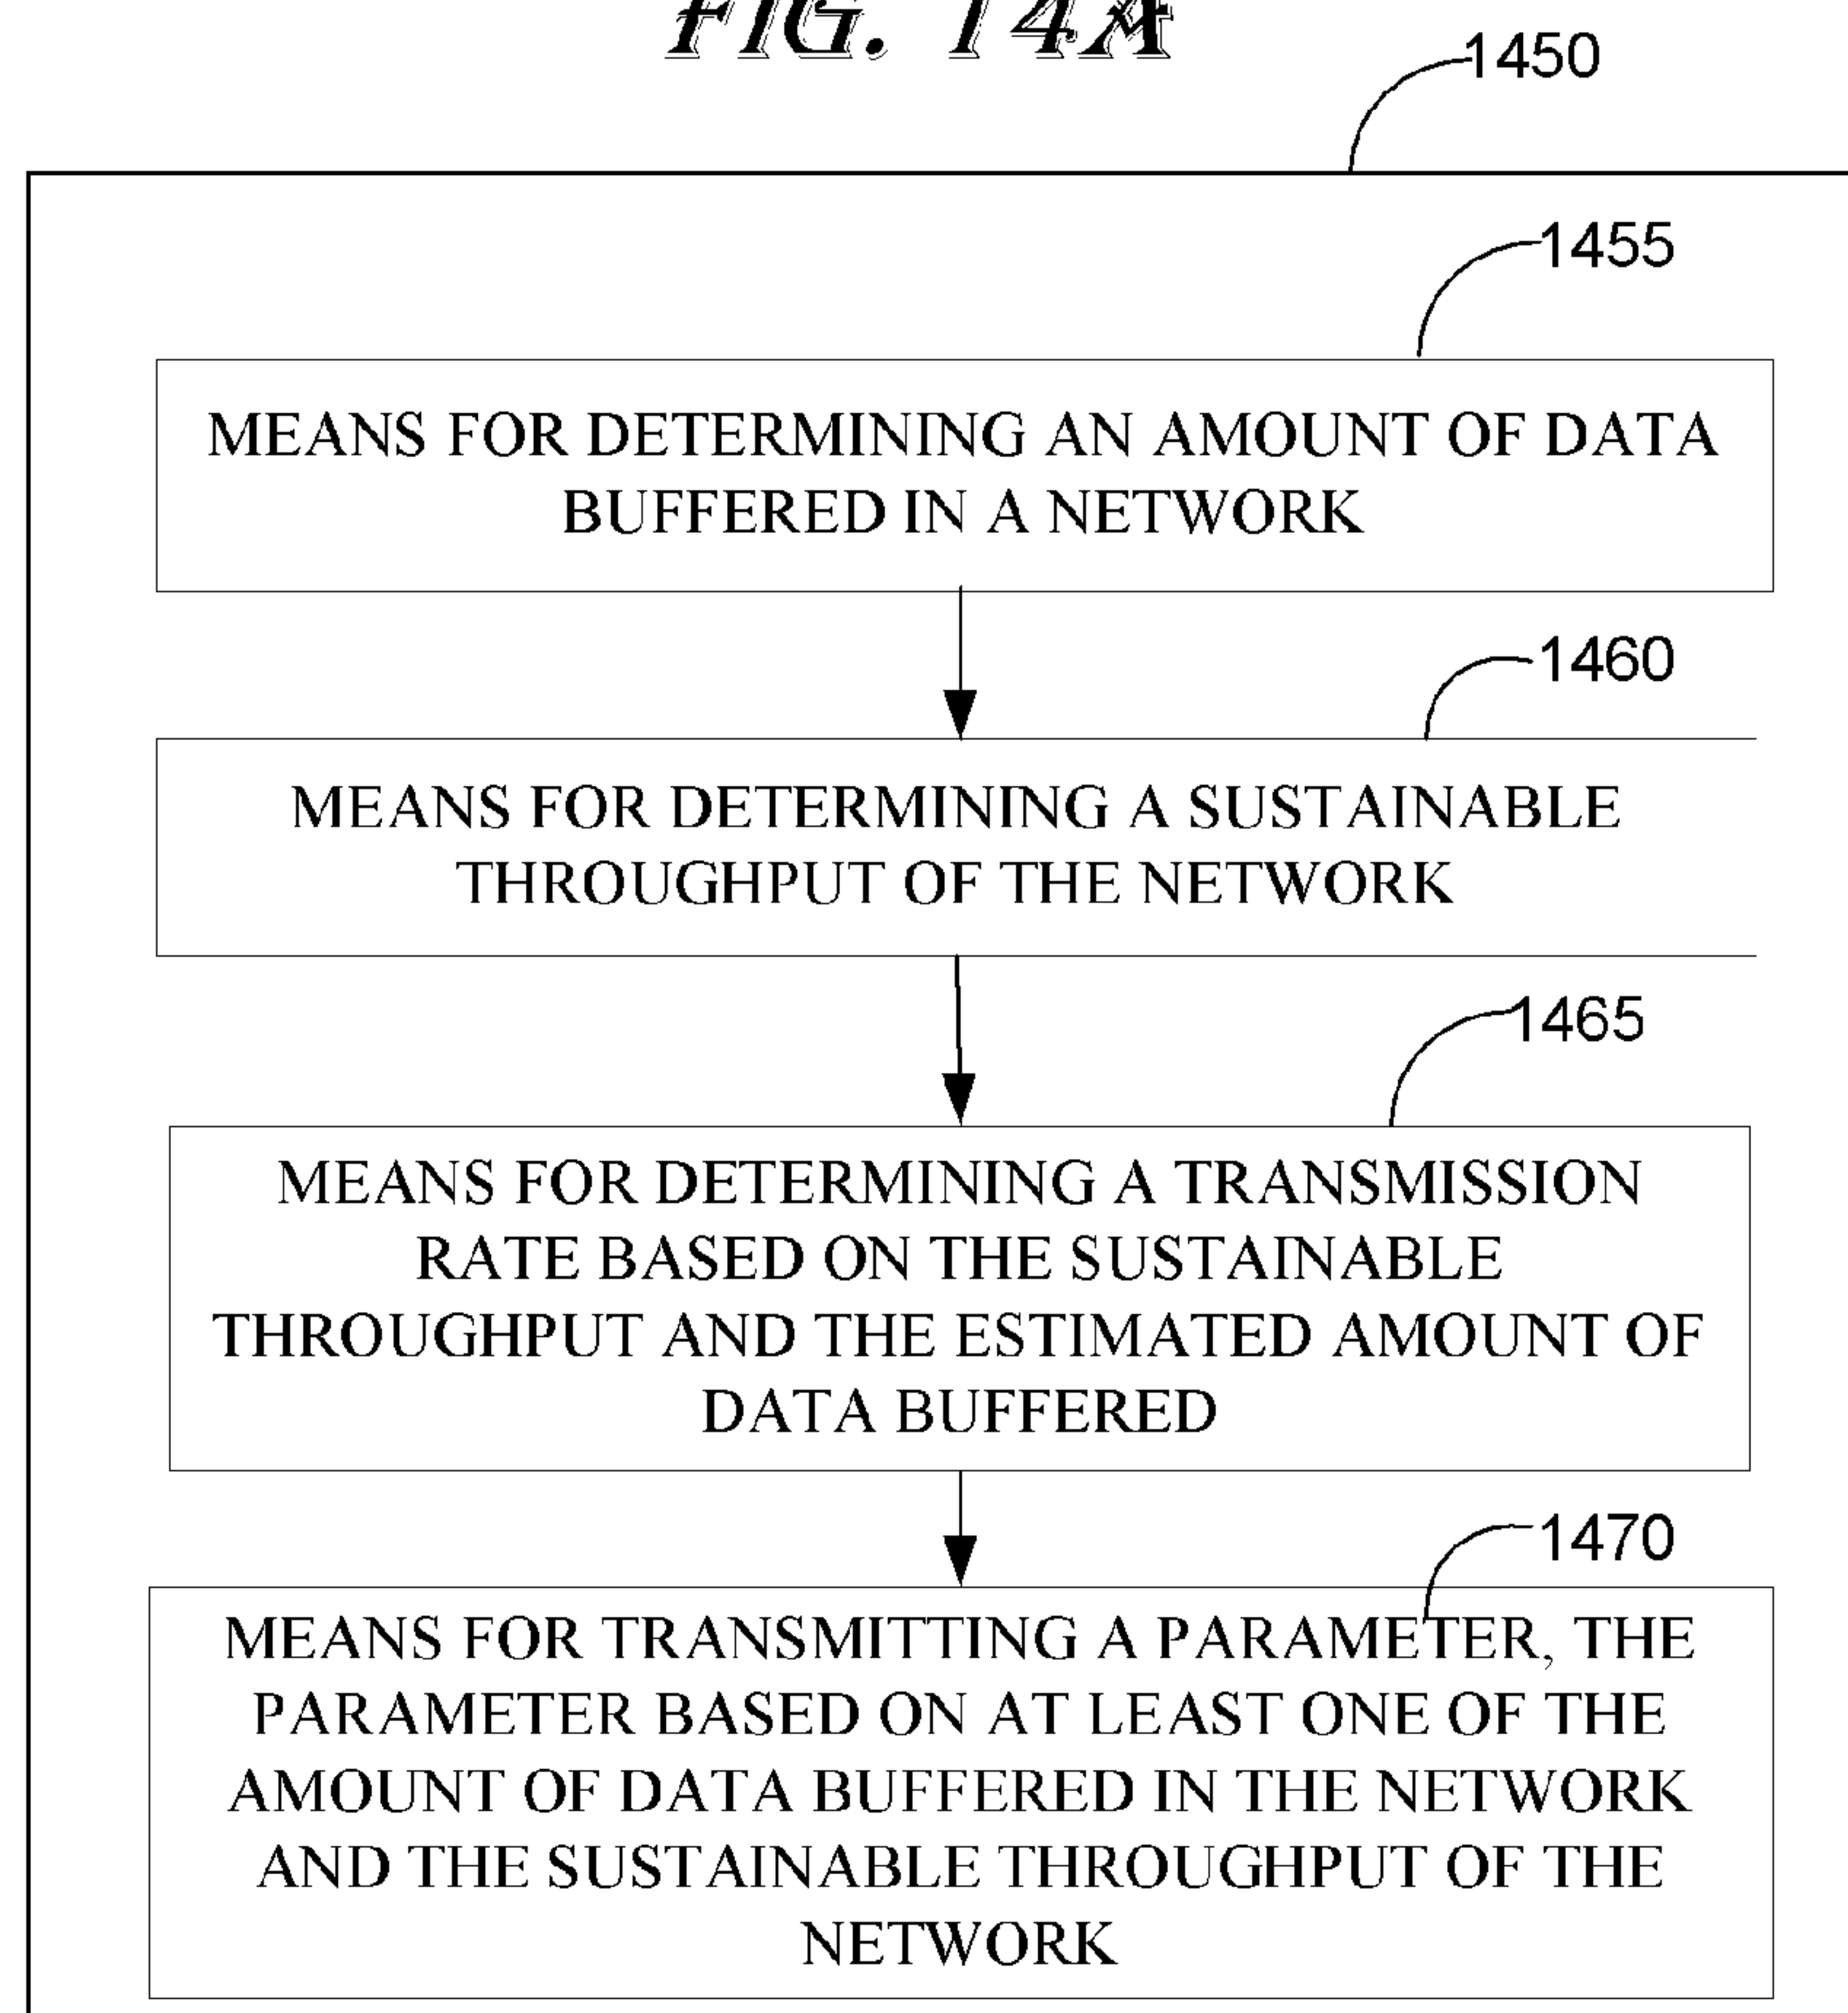 FIG. 14A
1450
1455
MEANS FOR DETERMINING AN AMOUNT OF DATA
BUFFERED IN A NETWORK
1460
MEANS FOR DETERMINING A SUSTAINABLE
THROUGHPUT OF THE NETWORK
1465
MEANS FOR DETERMINING A TRANSMISSION
RATE BASED ON THE SUSTAINABLE
THROUGHPUT AND THE ESTIMATED AMOUNT OF
DATA BUFFERED
1470
MEANS FOR TRANSMITTING A PARAMETER, THE
PARAMETER BASED ON AT LEAST ONE OF THE
AMOUNT OF DATA BUFFERED IN THE NETWORK
AND THE SUSTAINABLE THROUGHPUT OF THE
NETWORK